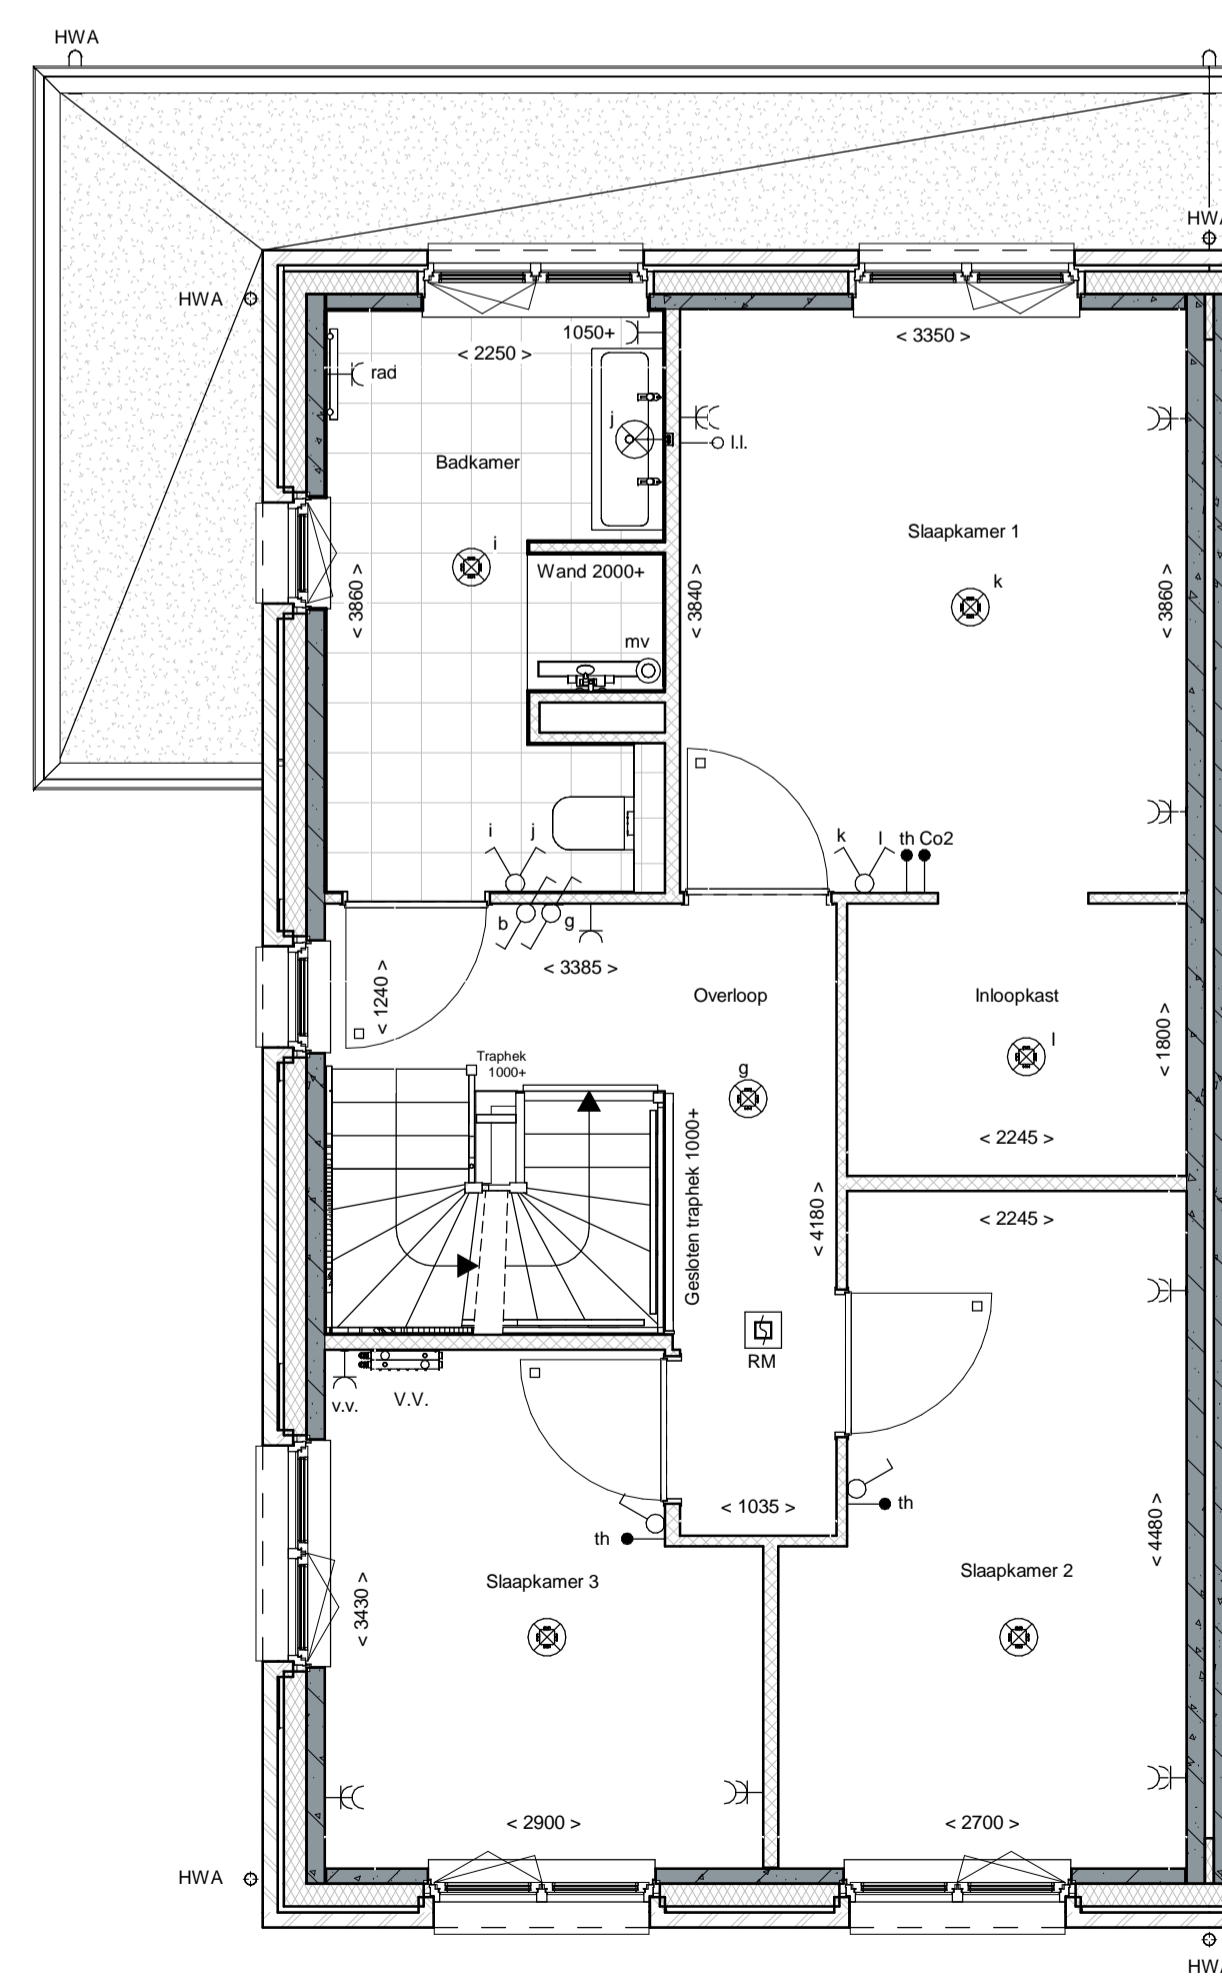 HWA
HWA
HWA
1050+
< 2250 >
< 3350 >
rad
j
l.l.
Badkamer
Slaapkamer 1
i
Wand 2000+
k
< 3860 >
< 3840 >
< 3860 >
mv
i
j
k
l
th Co2
b
g
< 3385 >
< 1240 >
Overloop
Inloopkast
< 1800 >
l
Traphek
1000+
g
Gesloten traphek 1000+
< 2245 >
< 4180 >
< 2245 >
RM
v.v.
V.V.
< 1035 >
th
th
< 4480 >
Slaapkamer 3
Slaapkamer 2
< 3430 >
< 2900 >
< 2700 >
HWA
HWA